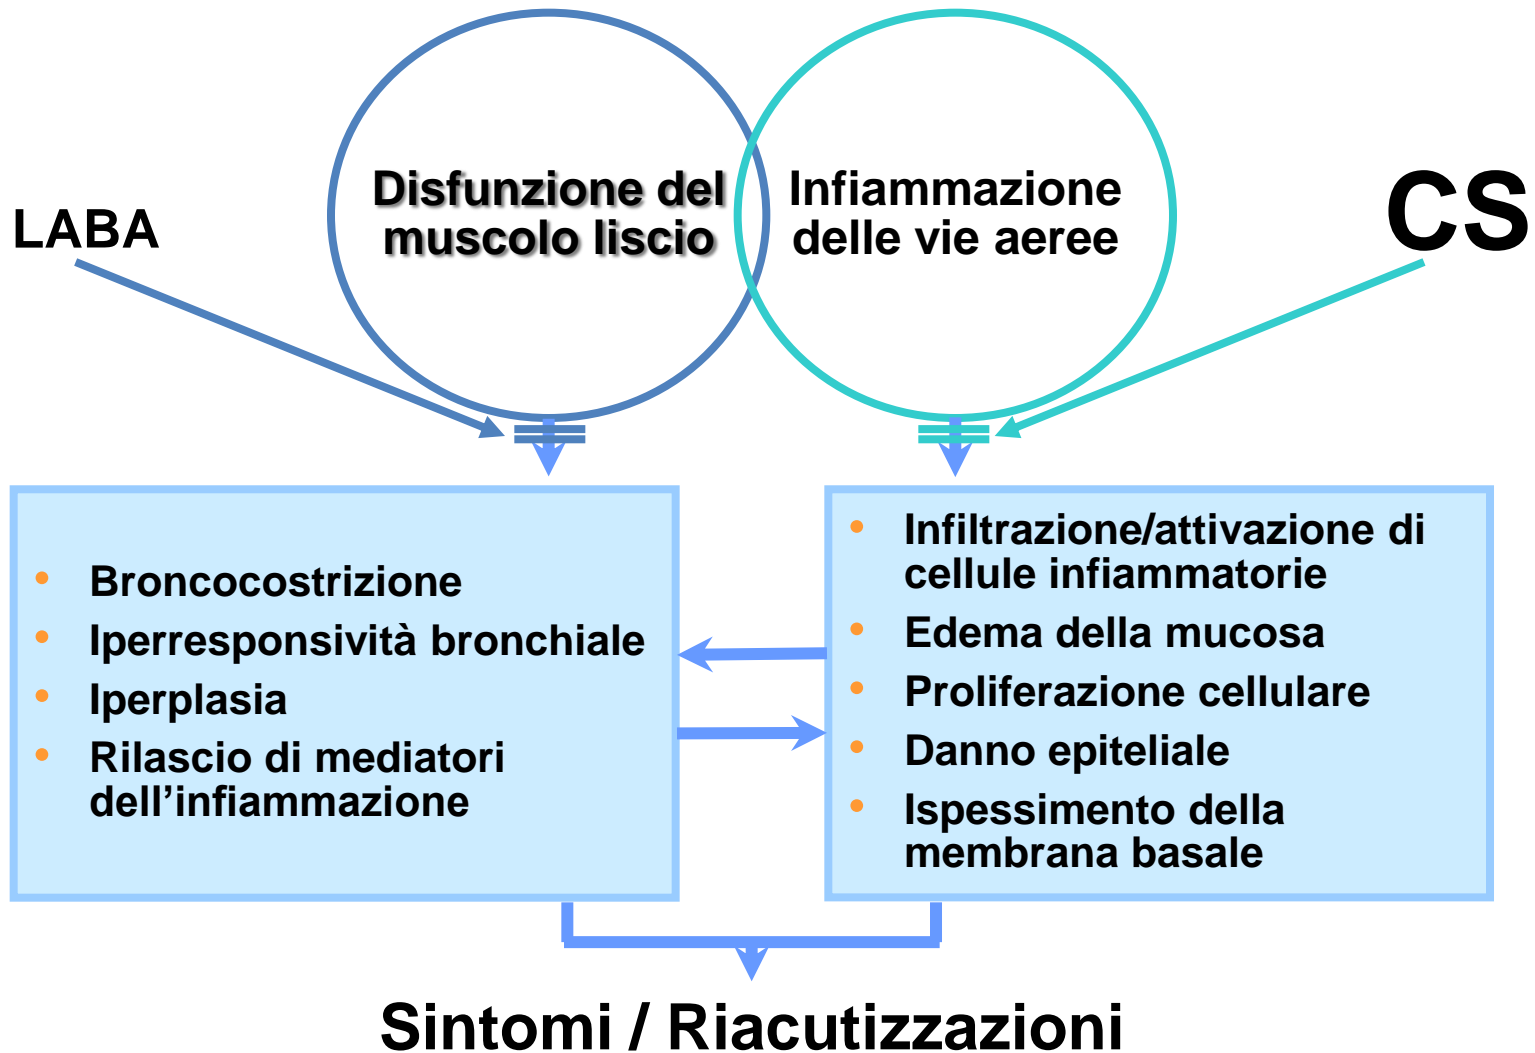 Disfunzione del
muscolo liscio
Infiammazione
delle vie aeree
LABA
CS
• Broncocostrizione
• Iperresponsività bronchiale
• Iperplasia
• Rilascio di mediatori
dell’infiammazione
• Infiltrazione/attivazione di
cellule infiammatorie
• Edema della mucosa
• Proliferazione cellulare
• Danno epiteliale
• Ispessimento della
membrana basale
Sintomi / Riacutizzazioni